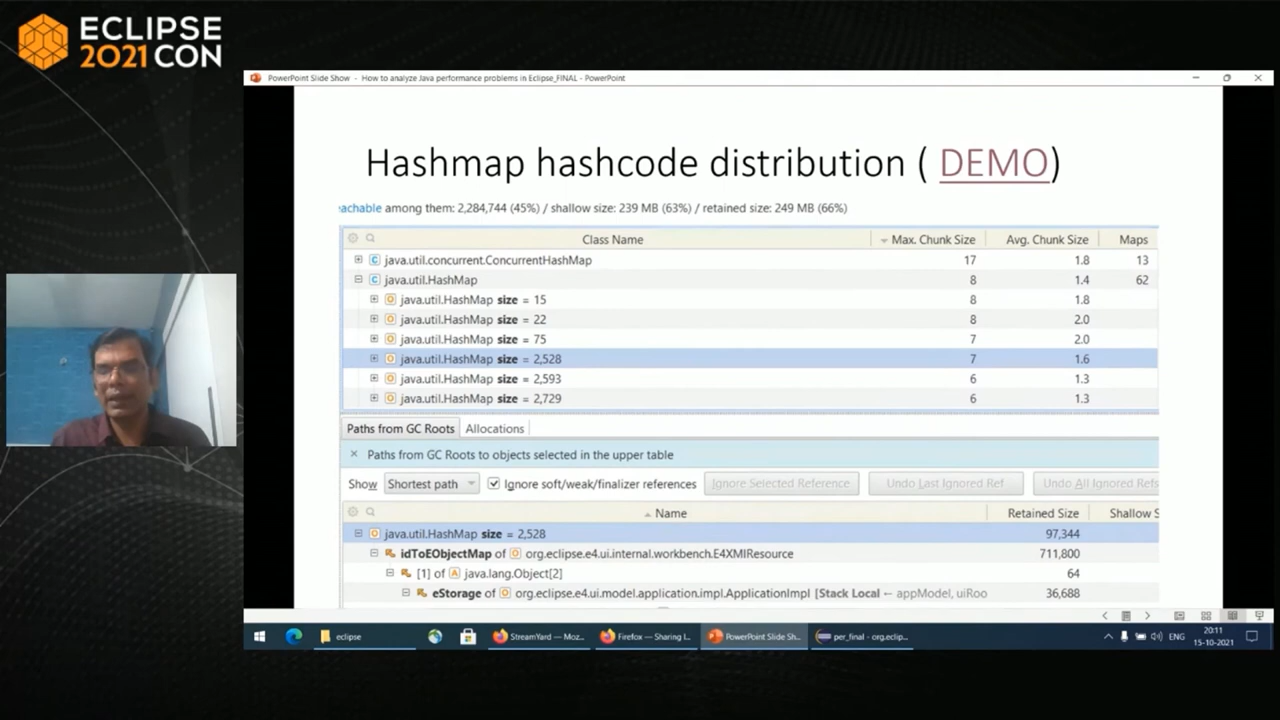 ECLIPSE
2021 CON
PowerPoint Slide Show - How to analyze Java performance problems in Eclipse_FINAL - PowerPoint
Hashmap hashcode distribution ( DEMO)
eachable among them: 2,284,744 (45%) / shallow size: 239 MB (63%) / retained size: 249 MB (66%)
Class Name Max. Chunk Size Avg. Chunk Size Maps
java.util.concurrent.ConcurrentHashMap 17 1.8 13
java.util.HashMap 8 1.4 62
java.util.HashMap size = 15 8 1.8
java.util.HashMap size = 22 8 2.0
java.util.HashMap size = 75 7 2.0
java.util.HashMap size = 2,528 7 1.6
java.util.HashMap size = 2,593 6 1.3
java.util.HashMap size = 2,729 6 1.3
Paths from GC Roots Allocations
Paths from GC Roots to objects selected in the upper table
Show Shortest path Ignore soft/weak/finalizer references Ignore Selected Reference Undo Last Ignored Ref Undo All Ignored Refs
Name Retained Size Shallow S
java.util.HashMap size = 2,528 97,344
idToEObjectMap of org.eclipse.e4.ui.internal.workbench.E4XMIResource 711,800
[1] of java.lang.Object[2] 64
eStorage of org.eclipse.e4.ui.model.application.impl.ApplicationImpl [Stack Local ← appModel, uiRoo 36,688
eclipse StreamYard — Moz... Firefox — Sharing I... PowerPoint Slide Sh... per_final - org.eclip... ENG 20:11
15-10-2021